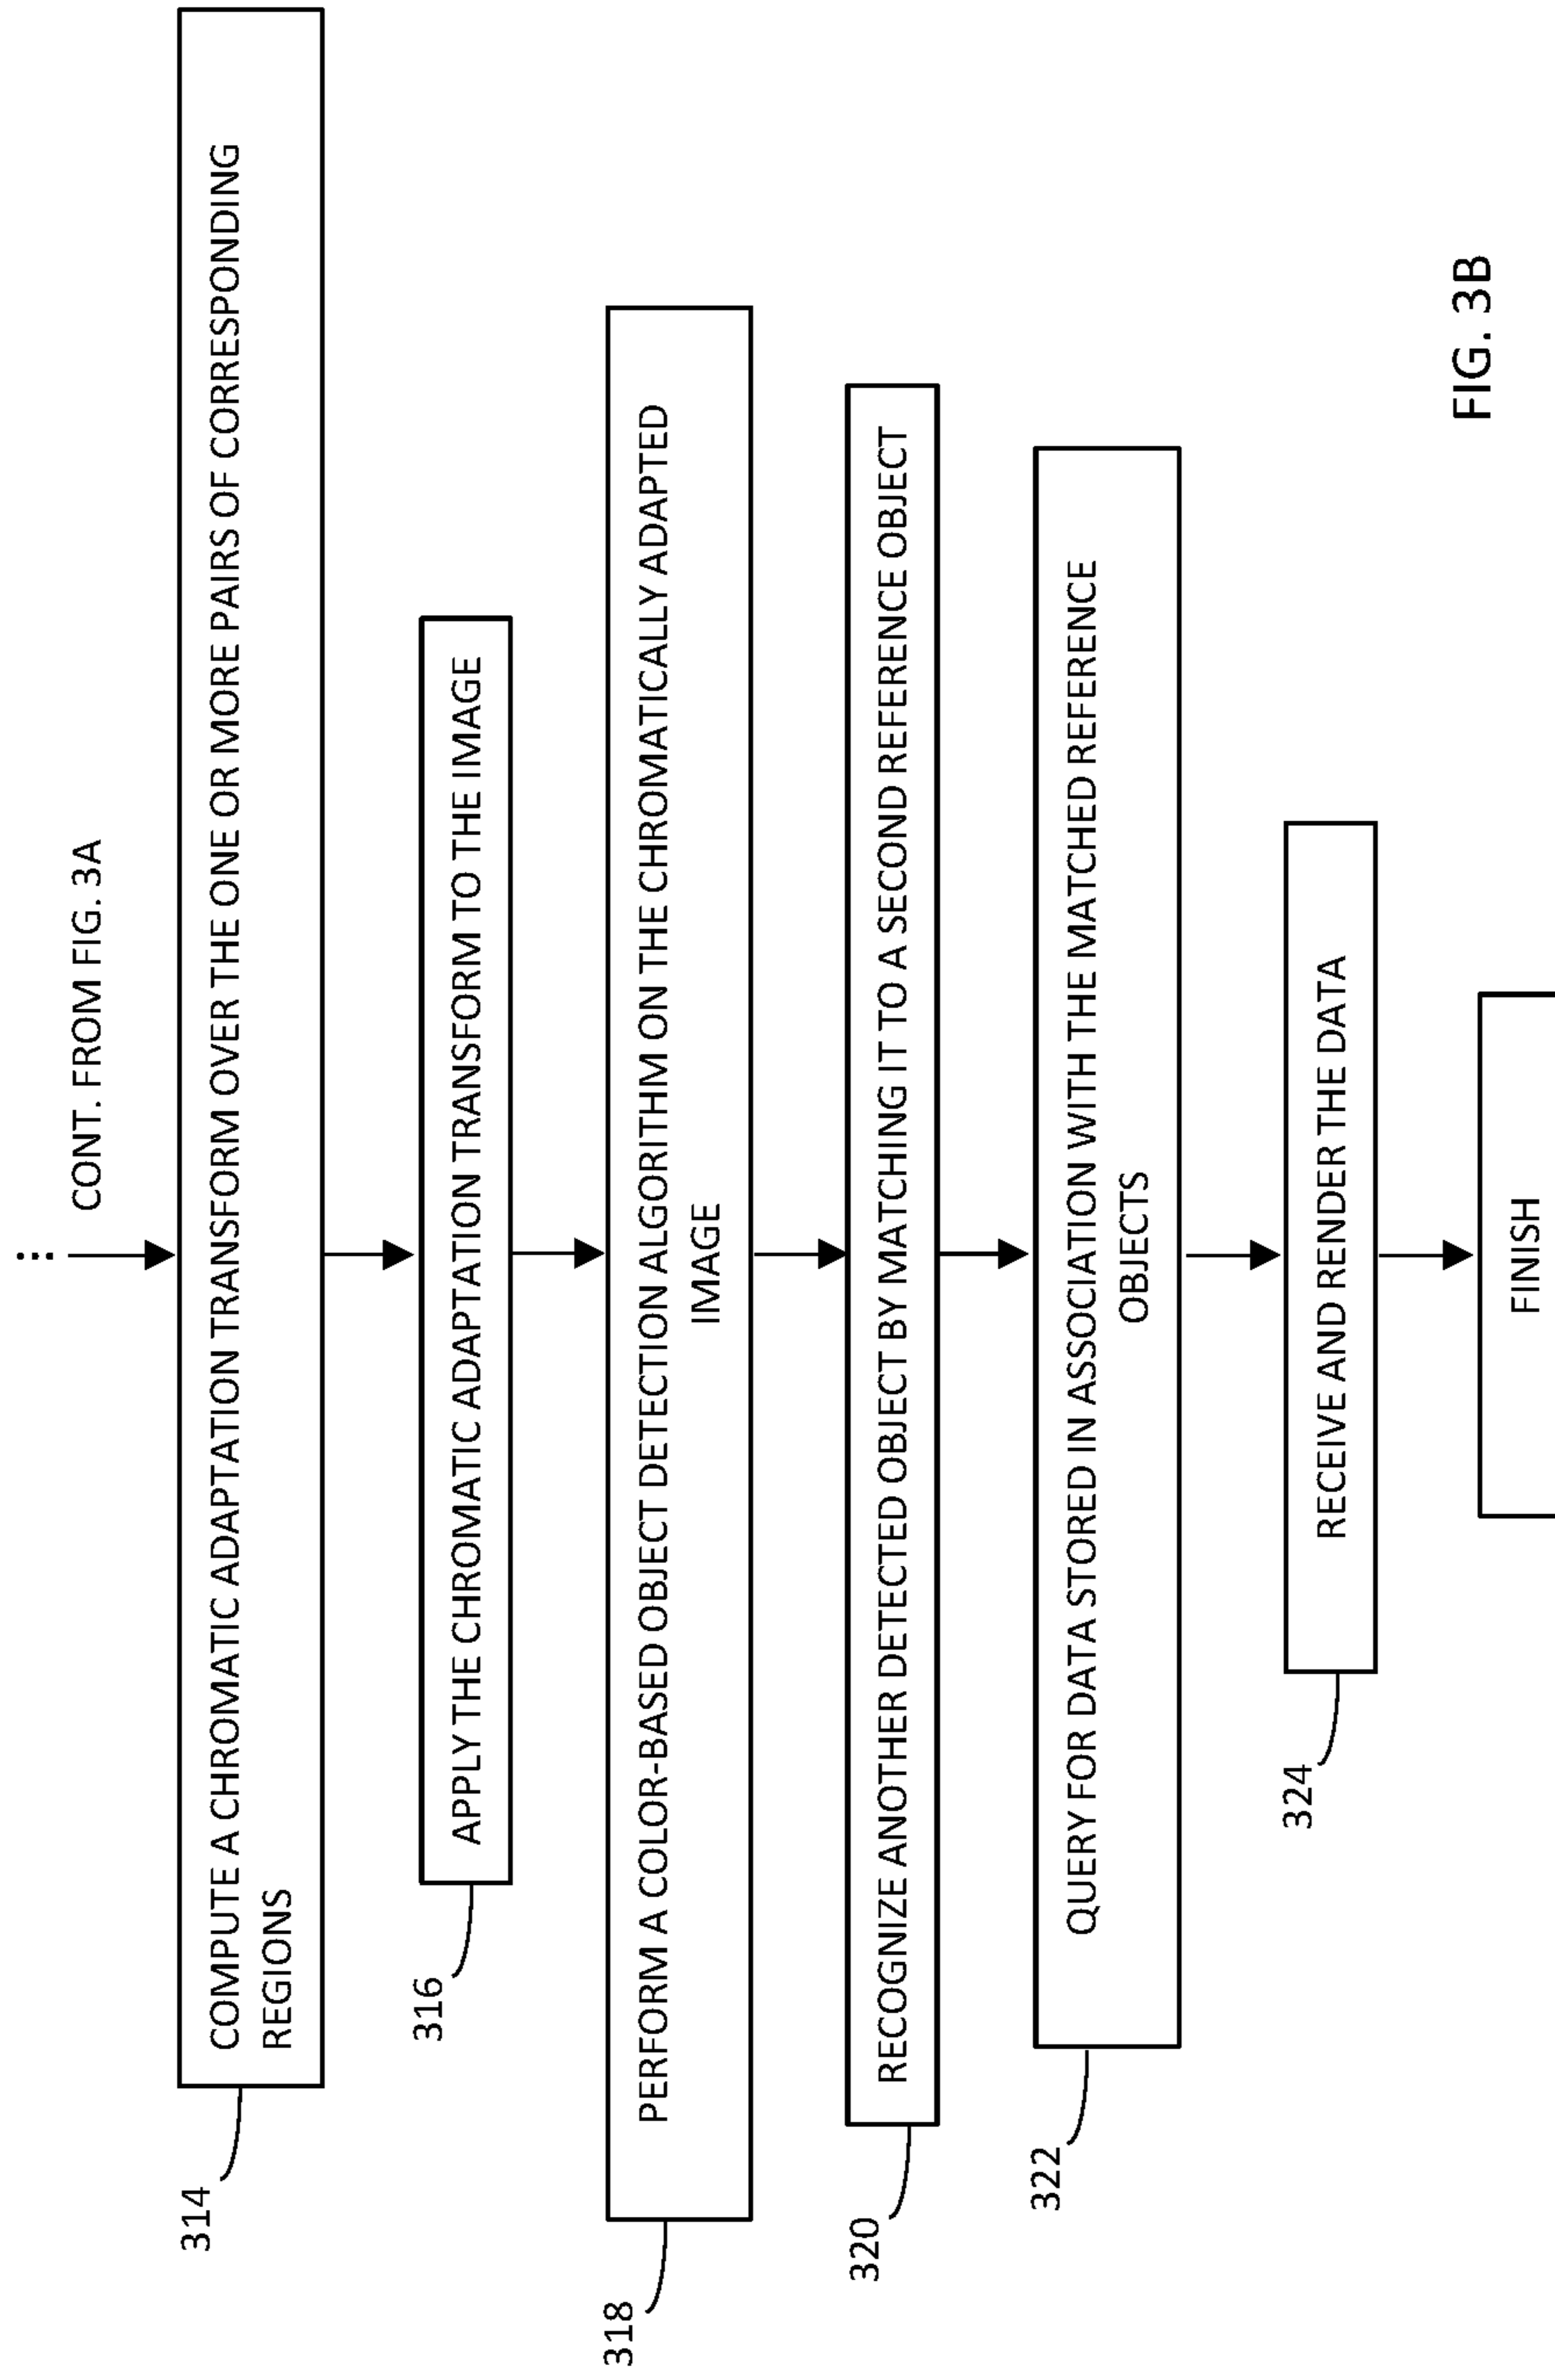 CONT. FROM FIG. 3A
314
COMPUTE A CHROMATIC ADAPTATION TRANSFORM OVER THE ONE OR MORE PAIRS OF CORRESPONDING
REGIONS
316
APPLY THE CHROMATIC ADAPTATION TRANSFORM TO THE IMAGE
318
PERFORM A COLOR-BASED OBJECT DETECTION ALGORITHM ON THE CHROMATICALLY ADAPTED
IMAGE
320
RECOGNIZE ANOTHER DETECTED OBJECT BY MATCHING IT TO A SECOND REFERENCE OBJECT
322
QUERY FOR DATA STORED IN ASSOCIATION WITH THE MATCHED REFERENCE
OBJECTS
324
RECEIVE AND RENDER THE DATA
FINISH
FIG. 3B